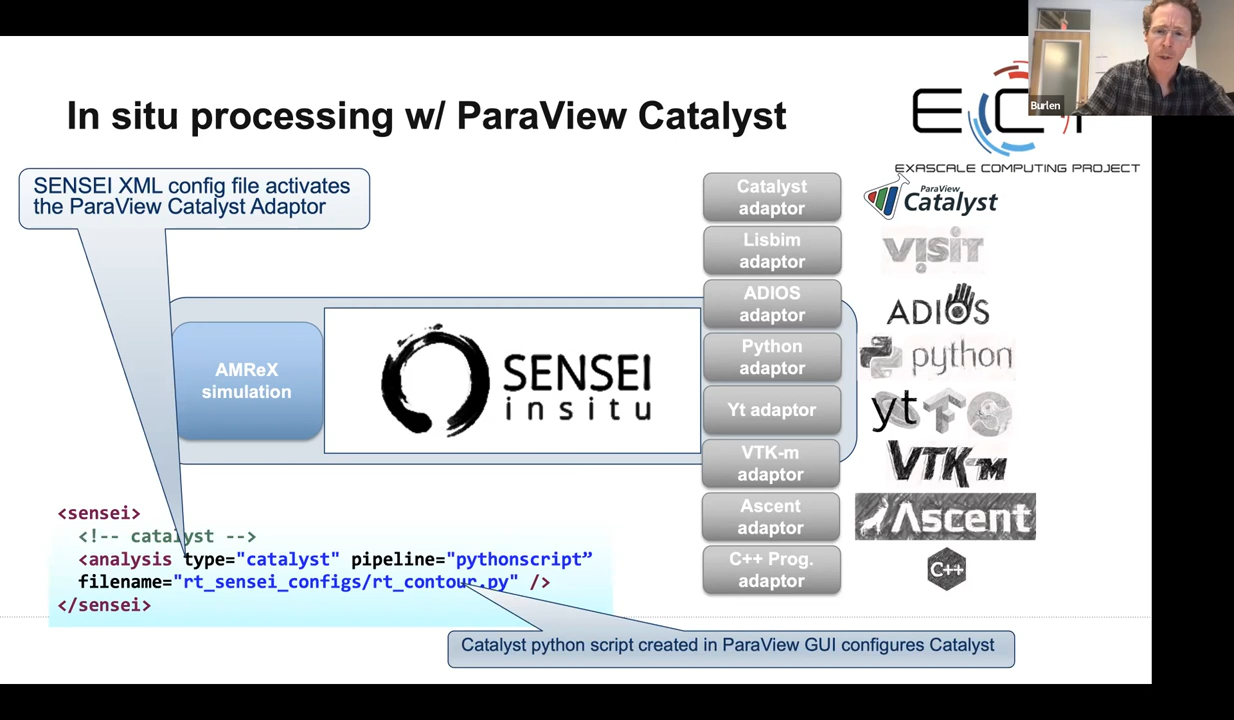 Burlen
In situ processing w/ ParaView Catalyst
EXASCALE COMPUTING PROJECT
SENSEI XML config file activates
the ParaView Catalyst Adaptor
Catalyst
adaptor
ParaView
Catalyst
Lisbim
adaptor
VisIt
ADIOS
adaptor
ADIOS
Python
adaptor
python
Yt adaptor
yt
VTK-m
adaptor
VTK-m
Ascent
adaptor
Ascent
C++ Prog.
adaptor
C++
AMReX
simulation
SENSEI
insitu
<sensei>
<!-- catalyst -->
<analysis type="catalyst" pipeline="pythonscript”
filename="rt_sensei_configs/rt_contour.py" />
</sensei>
Catalyst python script created in ParaView GUI configures Catalyst